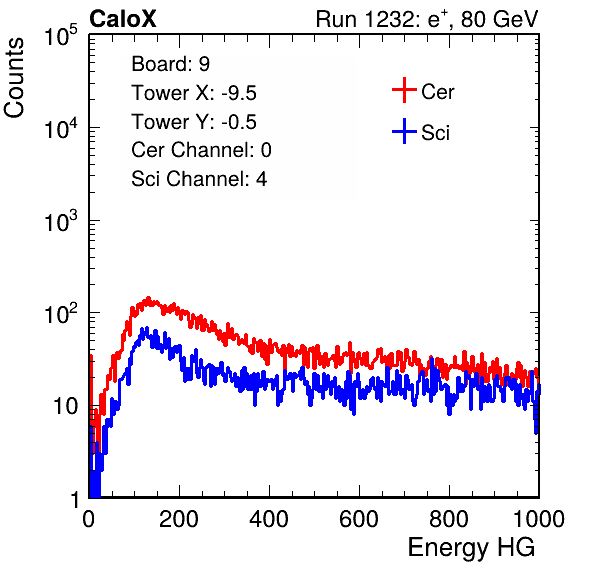 CaloX Run 1232: e⁺, 80 GeV
Counts
10⁵
10⁴
10³
10²
10
1
Board: 9
Tower X: -9.5
Tower Y: -0.5
Cer Channel: 0
Sci Channel: 4
Cer
Sci
0 200 400 600 800 1000
Energy HG